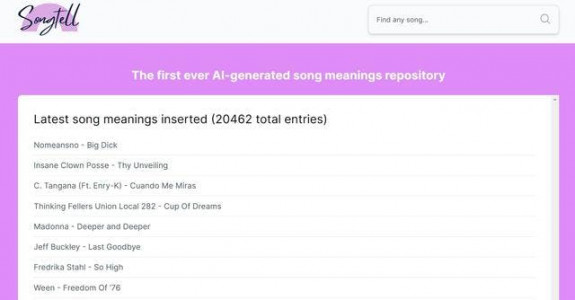 Songtell
Find any song...
The first ever AI-generated song meanings repository
Latest song meanings inserted (20462 total entries)
Nomeansno - Big Dick
Insane Clown Posse - Thy Unveiling
C. Tangana (Ft. Enry-K) - Cuando Me Miras
Thinking Fellers Union Local 282 - Cup Of Dreams
Madonna - Deeper and Deeper
Jeff Buckley - Last Goodbye
Fredrika Stahl - So High
Ween - Freedom Of '76